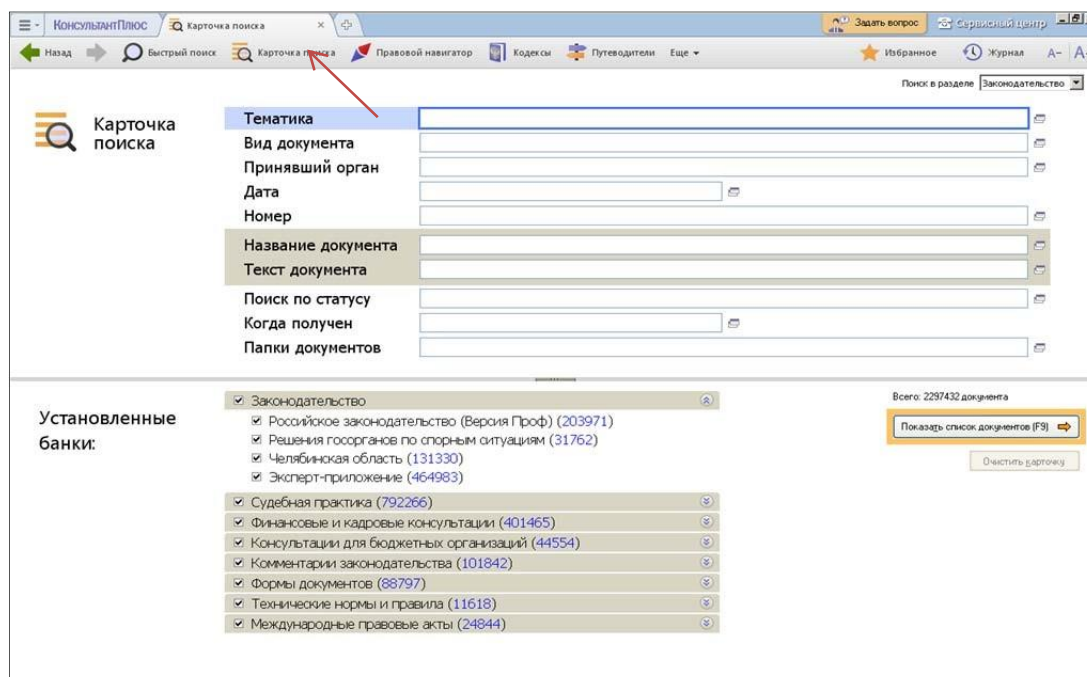 КонсультантПлюс Карточка поиска × Задать вопрос Сервисный центр
Назад Быстрый поиск Карточка поиска Правовой навигатор Кодексы Путеводители Еще Избранное Журнал А- А
Поиск в разделе Законодательство
Карточка поиска
Тематика
Вид документа
Принявший орган
Дата
Номер
Название документа
Текст документа
Поиск по статусу
Когда получен
Папки документов
Установленные банки:
Законодательство
Российское законодательство (Версия Проф) (203971)
Решения госорганов по спорным ситуациям (31762)
Челябинская область (131330)
Эксперт-приложение (464983)
Судебная практика (792266)
Финансовые и кадровые консультации (401465)
Консультации для бюджетных организаций (44554)
Комментарии законодательства (101842)
Формы документов (88797)
Технические нормы и правила (11618)
Международные правовые акты (24844)
Всего: 2297432 документа
Показать список документов (F9)
Очистить карточку